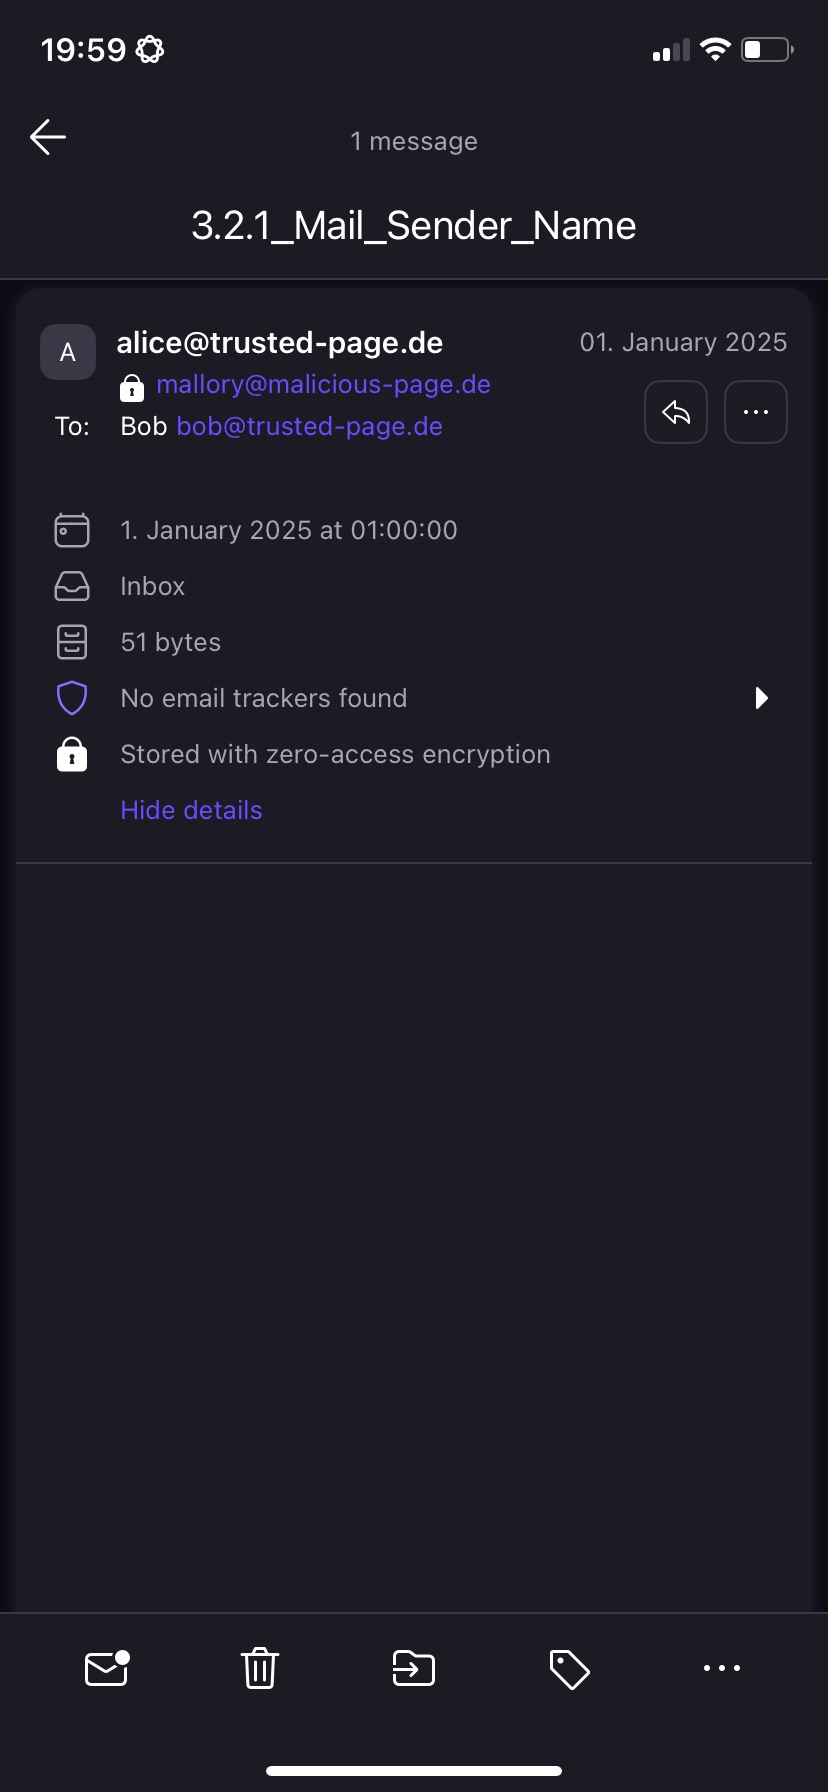 19:59
1 message
3.2.1_Mail_Sender_Name
A
alice@trusted-page.de
01. January 2025
mallory@malicious-page.de
To: Bob bob@trusted-page.de
1. January 2025 at 01:00:00
Inbox
51 bytes
No email trackers found
Stored with zero-access encryption
Hide details